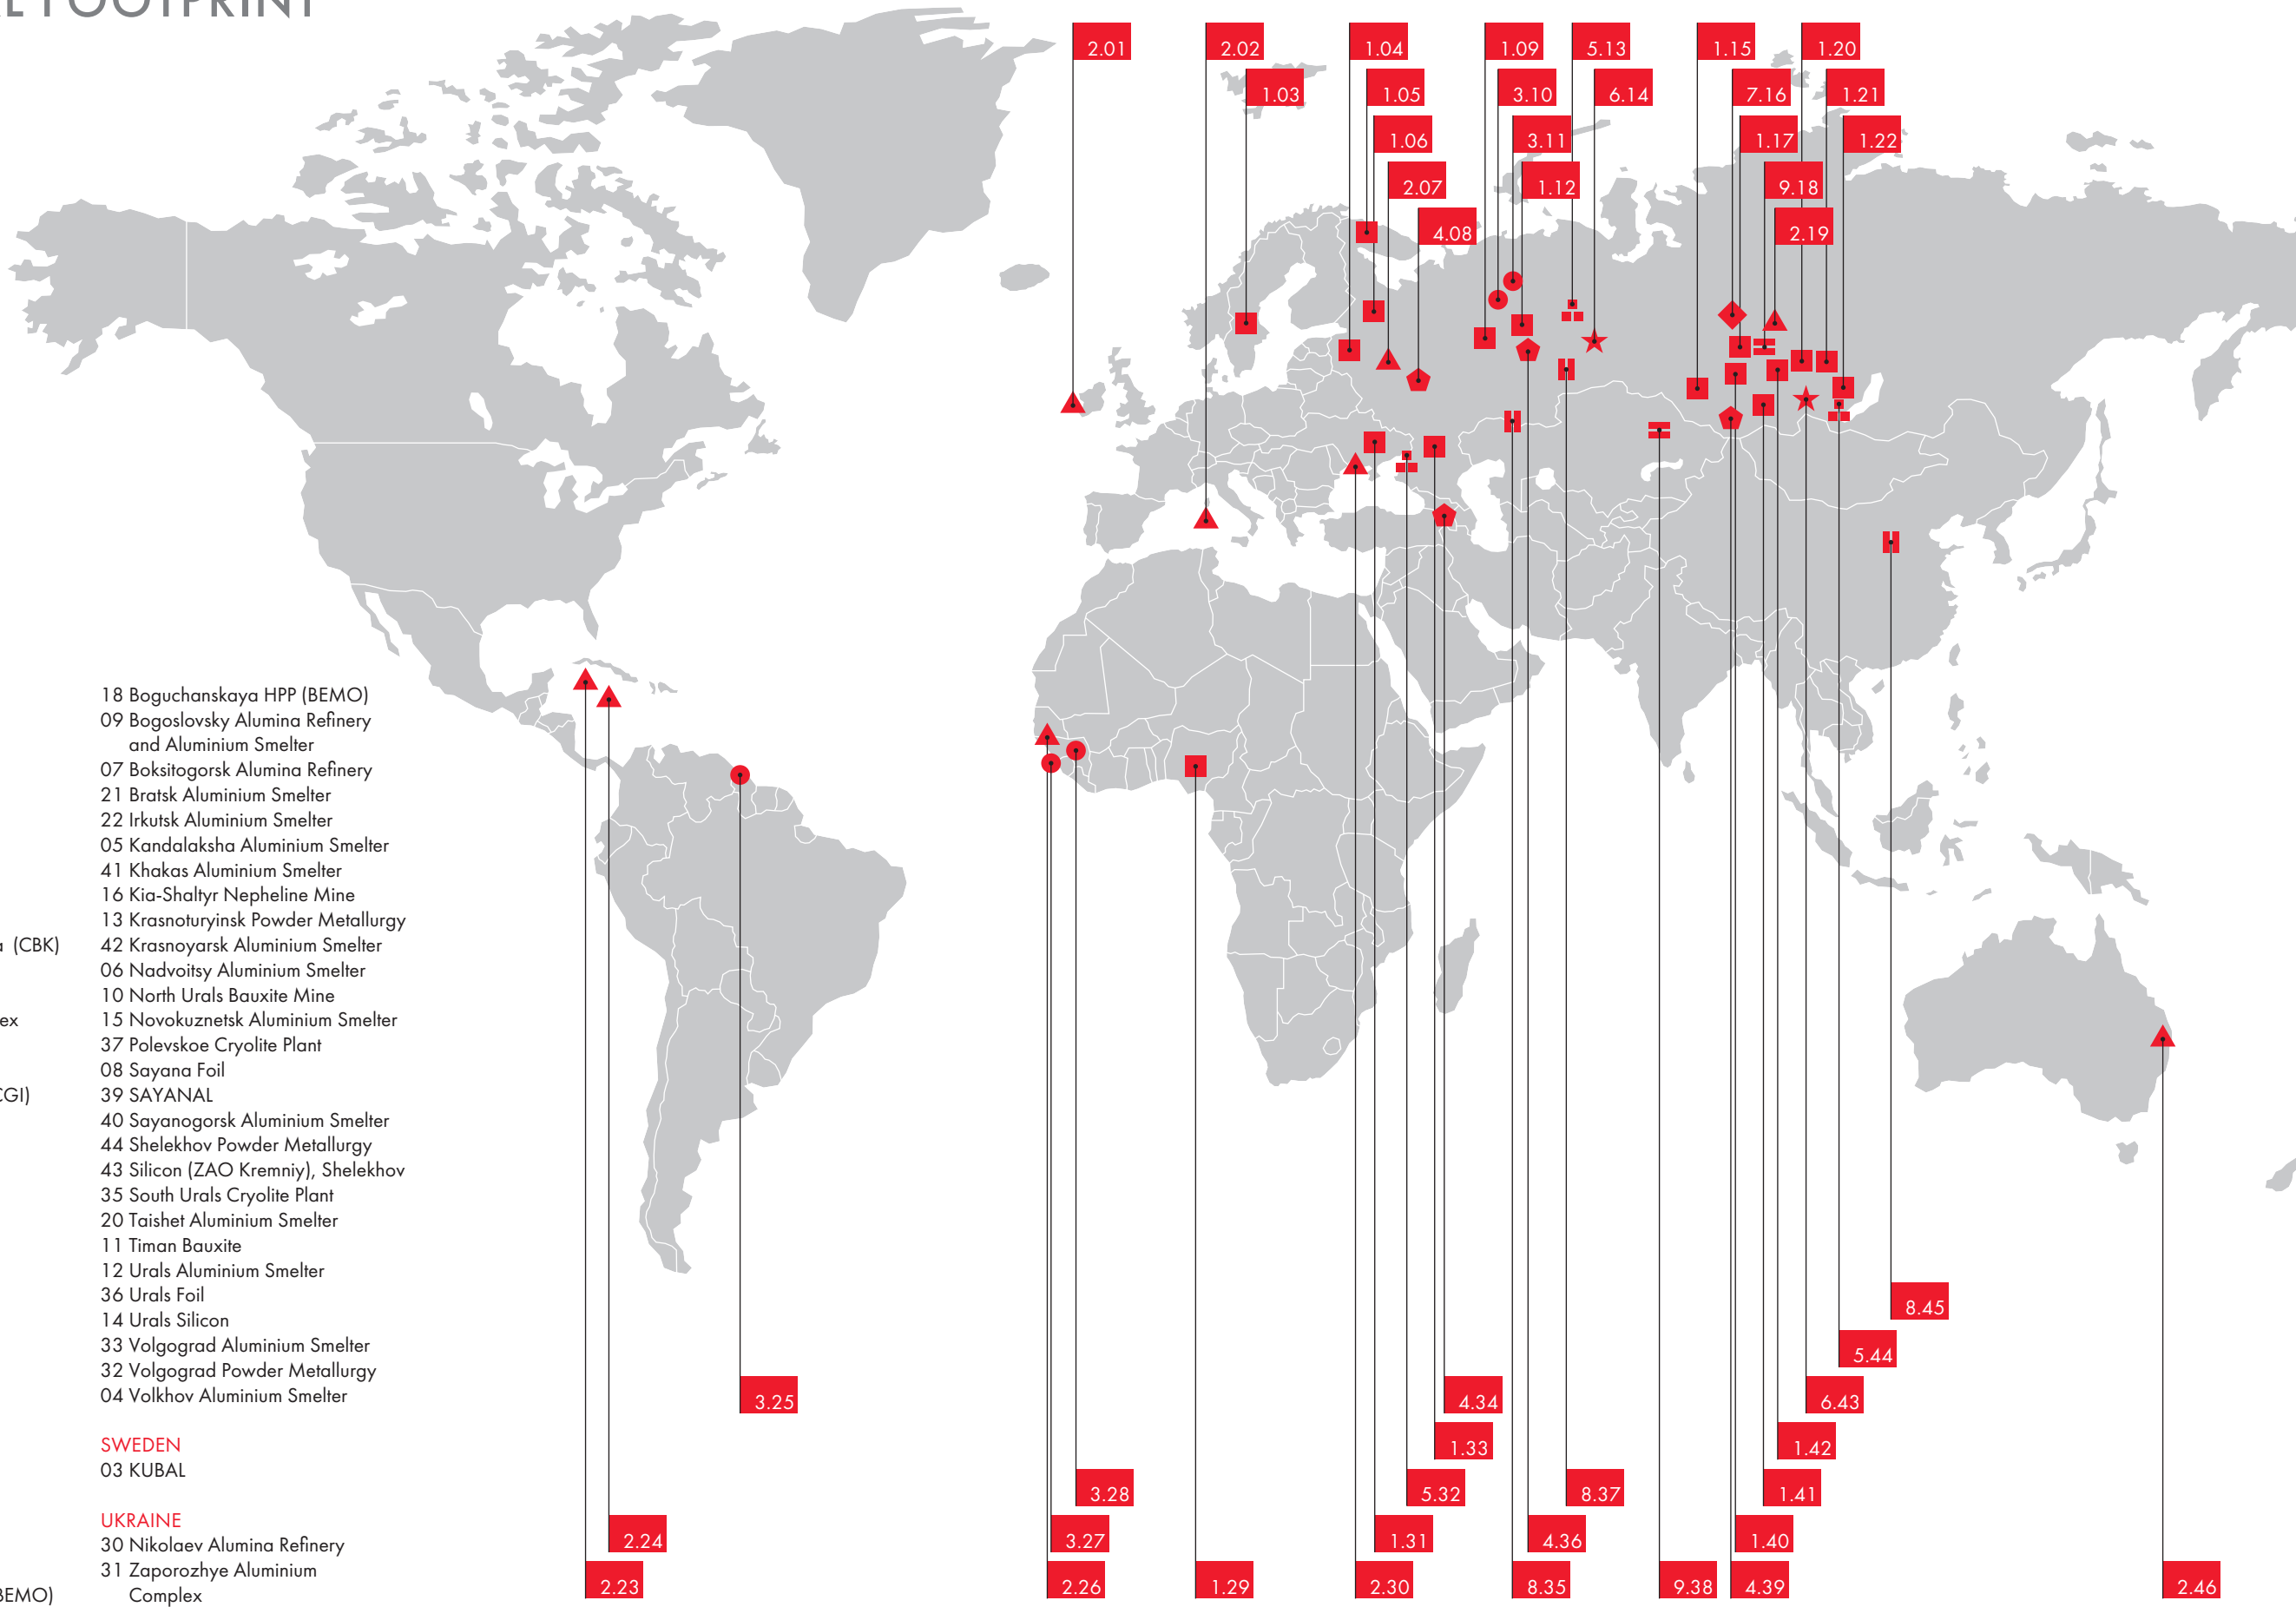 FOOTPRINT
2.01
2.02
1.04
1.09
5.13
1.15
1.20
1.03
1.05
3.10
6.14
7.16
1.21
1.06
3.11
1.17
1.22
2.07
1.12
9.18
4.08
2.19
18 Boguchanskaya HPP (BEMO)
09 Bogoslovsky Alumina Refinery
and Aluminium Smelter
07 Boksitogorsk Alumina Refinery
21 Bratsk Aluminium Smelter
22 Irkutsk Aluminium Smelter
05 Kandalaksha Aluminium Smelter
41 Khakas Aluminium Smelter
16 Kia-Shaltyr Nepheline Mine
13 Krasnoturyinsk Powder Metallurgy
(CBK)
42 Krasnoyarsk Aluminium Smelter
06 Nadvoitsy Aluminium Smelter
10 North Urals Bauxite Mine
ex
15 Novokuznetsk Aluminium Smelter
37 Polevskoe Cryolite Plant
08 Sayana Foil
CGI)
39 SAYANAL
40 Sayanogorsk Aluminium Smelter
44 Shelekhov Powder Metallurgy
43 Silicon (ZAO Kremniy), Shelekhov
35 South Urals Cryolite Plant
20 Taishet Aluminium Smelter
11 Timan Bauxite
12 Urals Aluminium Smelter
36 Urals Foil
14 Urals Silicon
33 Volgograd Aluminium Smelter
32 Volgograd Powder Metallurgy
04 Volkhov Aluminium Smelter
SWEDEN
03 KUBAL
UKRAINE
30 Nikolaev Alumina Refinery
31 Zaporozhye Aluminium
Complex
BEMO)
8.45
5.44
3.25
4.34
6.43
1.33
1.42
3.28
5.32
8.37
1.41
2.24
3.27
1.31
4.36
1.40
2.23
2.26
1.29
2.30
8.35
9.38
4.39
2.46